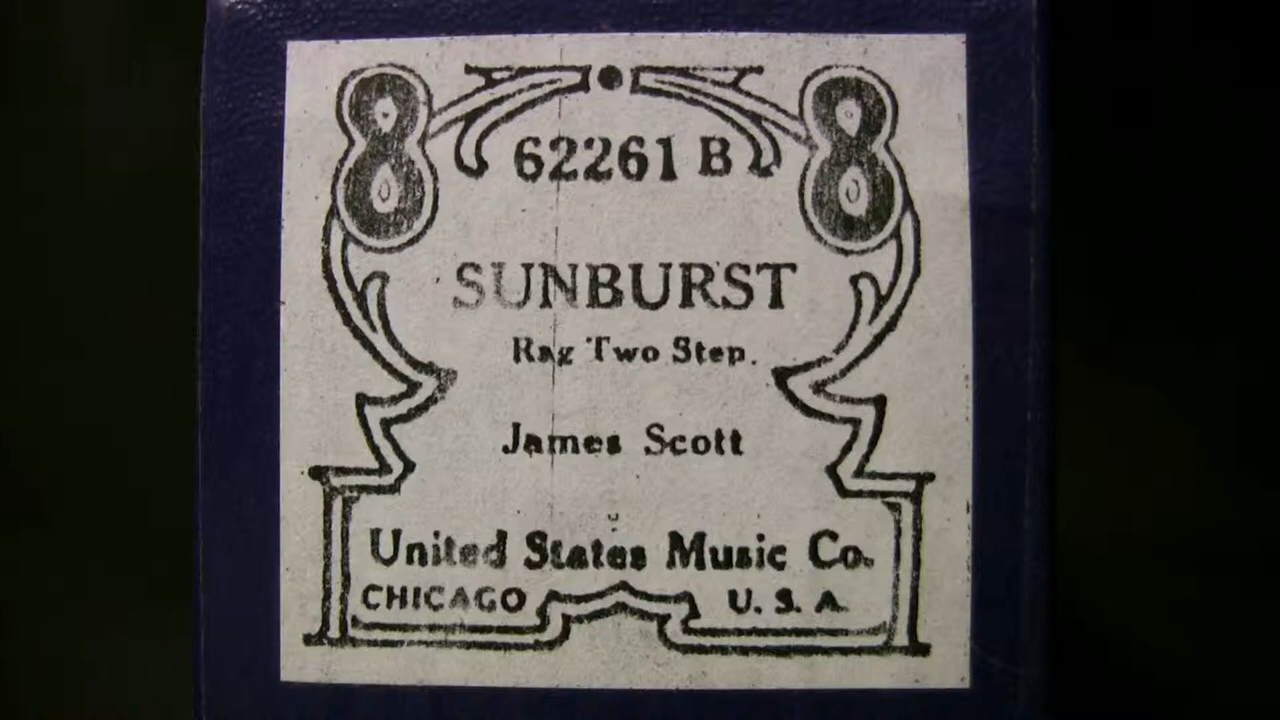 8 8
62261 B
SUNBURST
Rag Two Step.
James Scott
United States Music Co.
CHICAGO U. S. A.